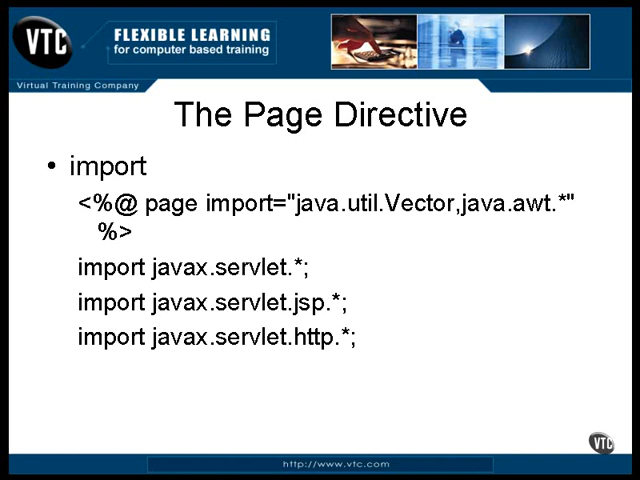 VTC
FLEXIBLE LEARNING
for computer based training
Virtual Training Company
The Page Directive
• import
<%@ page import="java.util.Vector,java.awt.*"
%>
import javax.servlet.*;
import javax.servlet.jsp.*;
import javax.servlet.http.*;
VTC
http://www.vtc.com